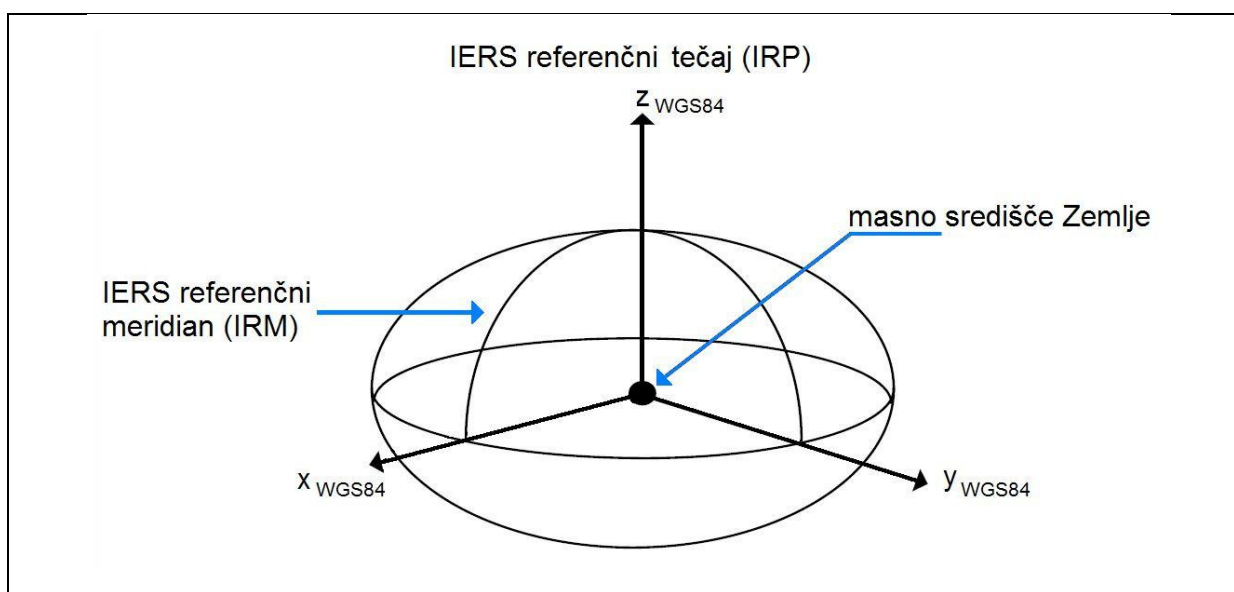 IERS referenčni tečaj (IRP)
z WGS84
masno središče Zemlje
IERS referenčni
meridian (IRM)
x WGS84
y WGS84